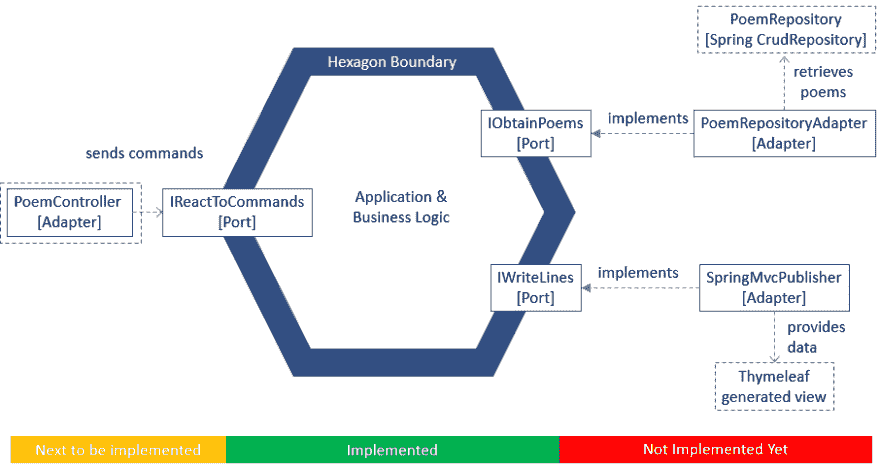 PoemRepository
[Spring CrudRepository]
Hexagon Boundary
retrieves
poems
IObtainPoems
[Port]
implements
PoemRepositoryAdapter
[Adapter]
sends commands
PoemController
[Adapter]
IReactToCommands
[Port]
Application &
Business Logic
IWriteLines
[Port]
implements
SpringMvcPublisher
[Adapter]
provides
data
Thymeleaf
generated view
Next to be implemented
Implemented
Not Implemented Yet